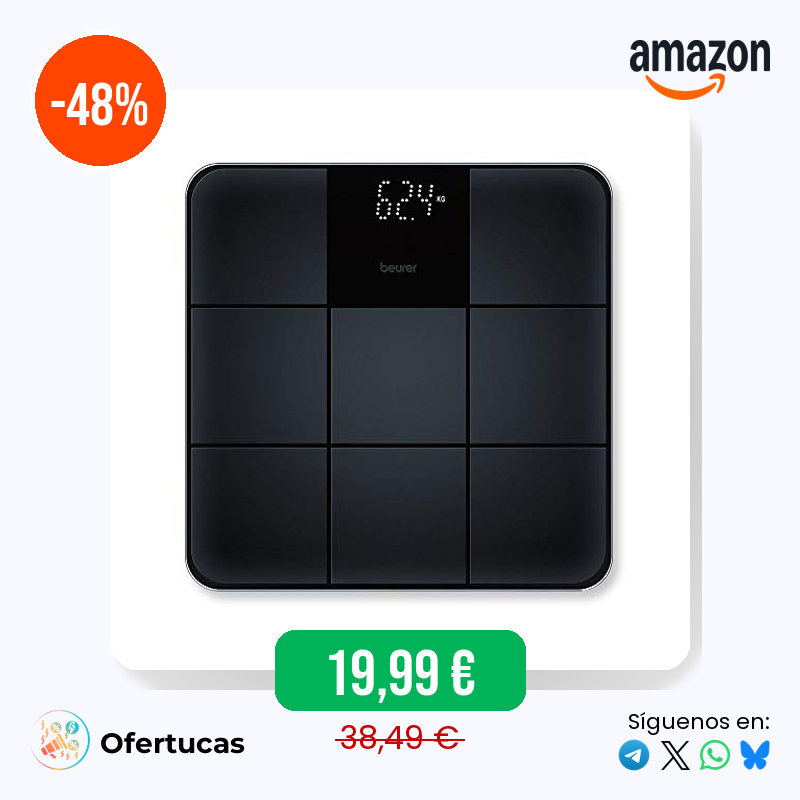 -48%
amazon
62.4 KG
beurer
19,99 €
38,49 €
Ofertucas
Síguenos en: